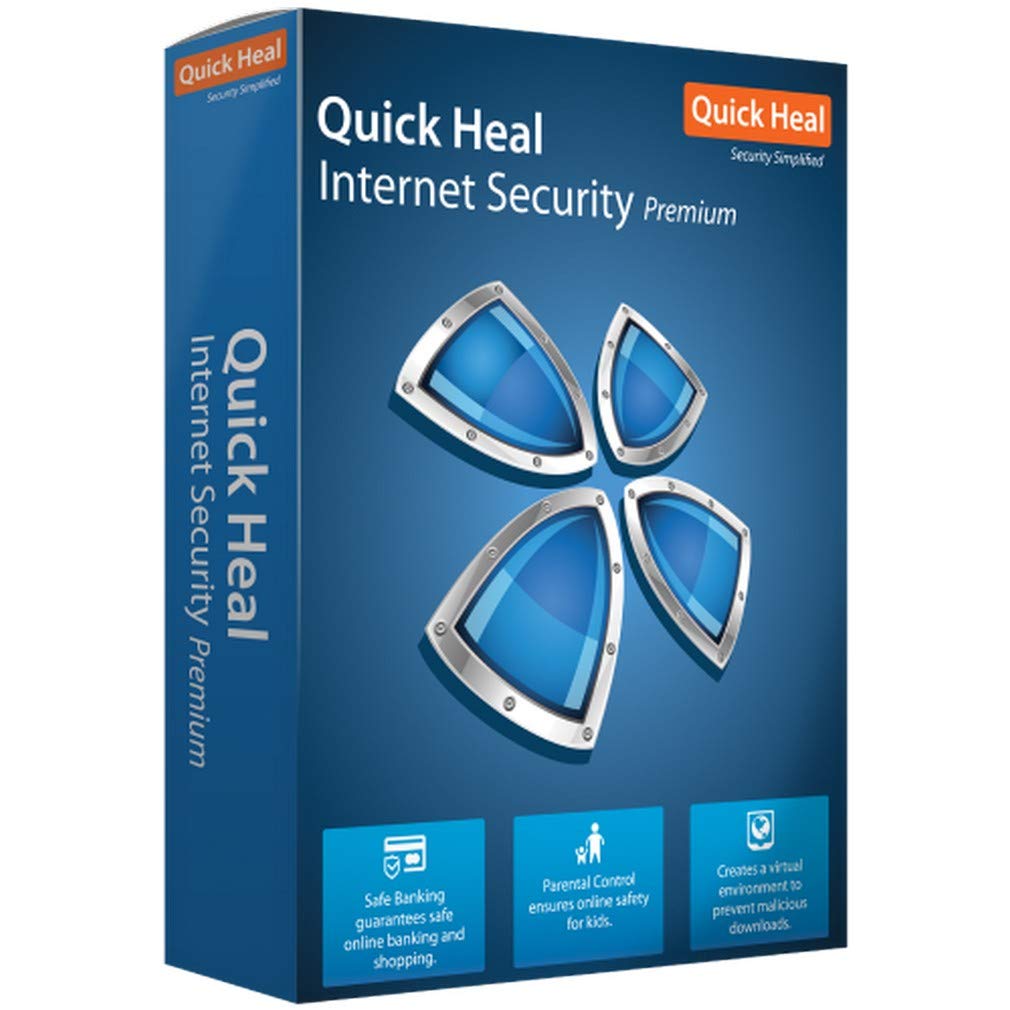 Quick Heal
Security Simplified
Quick Heal
Internet Security Premium
Quick Heal
Internet Security Premium
Quick Heal
Security Simplified
Safe Banking
guarantees safe
online banking and
shopping.
Parental Control
ensures online safety
for kids.
Creates a virtual
environment to
prevent malicious
downloads.